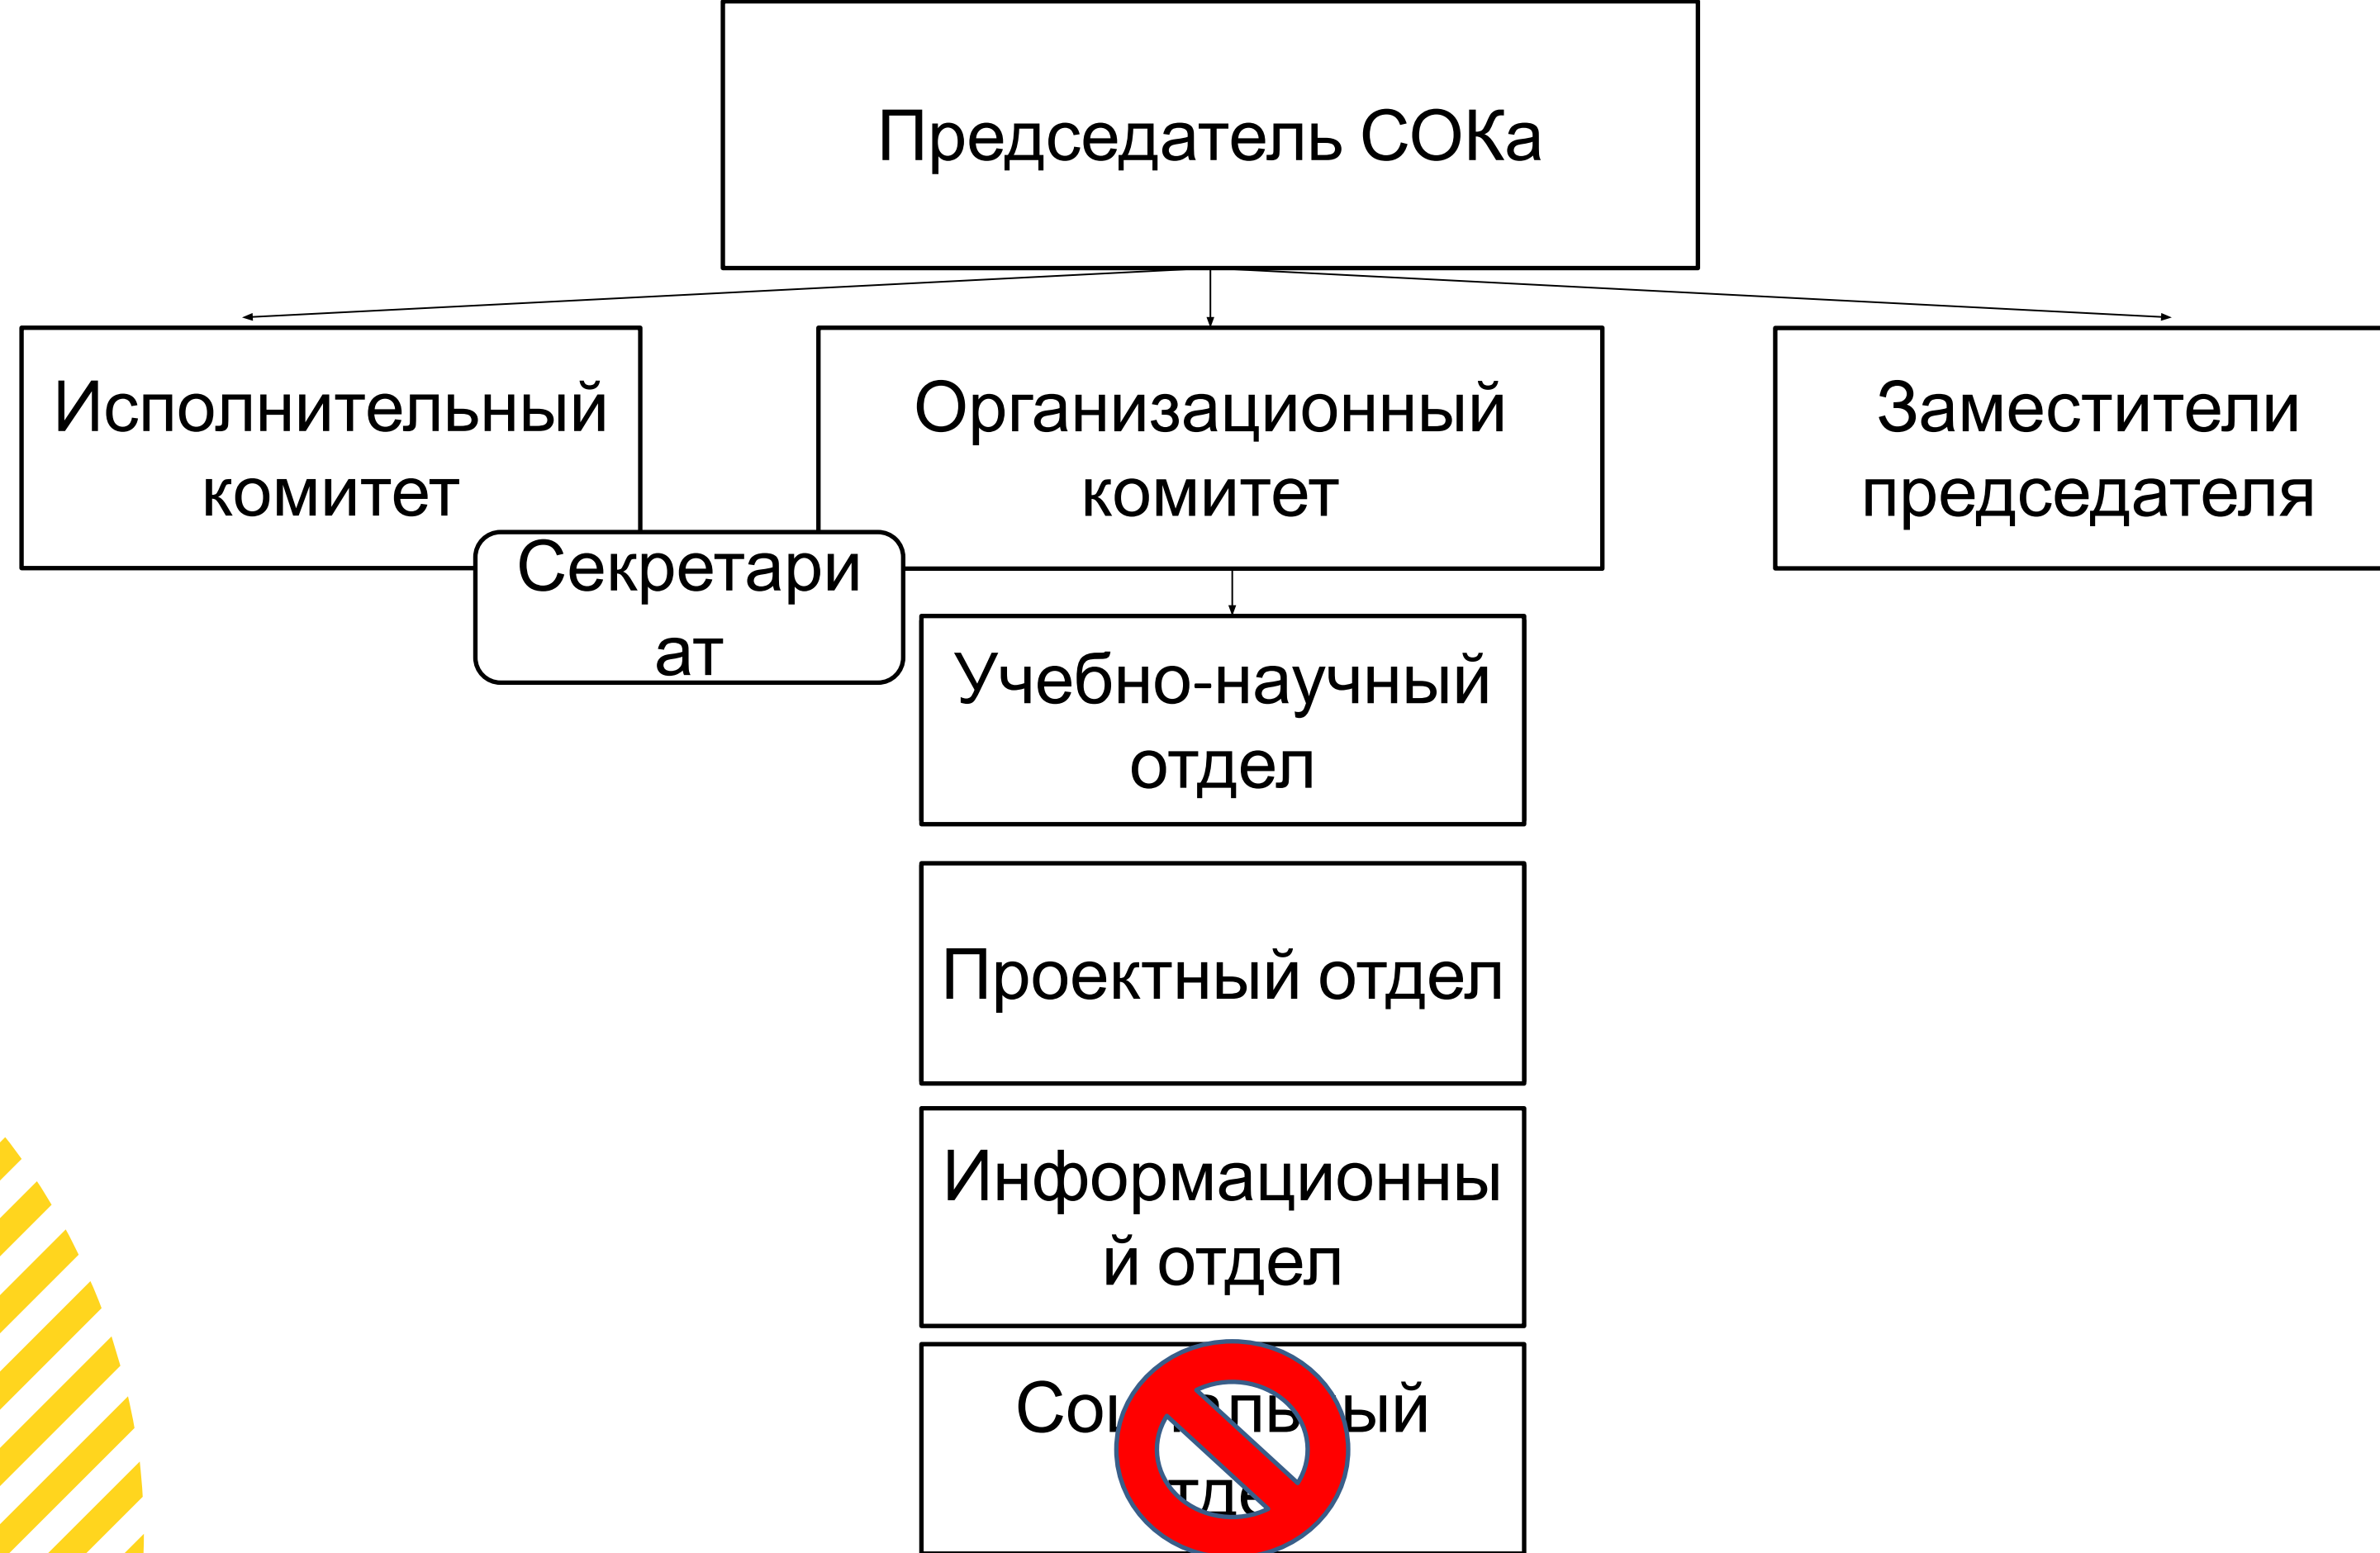 Председатель СОКа
Исполнительный
комитет
Организационный
комитет
Заместители
председателя
Секретари
ат
Учебно-научный
отдел
Проектный отдел
Информационны
й отдел